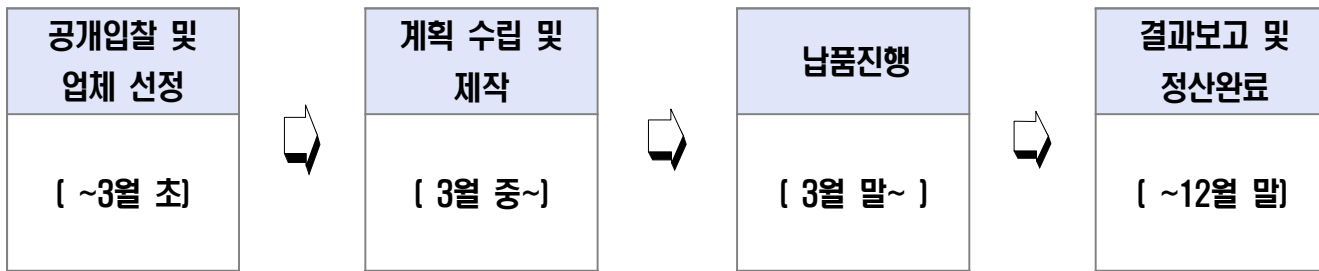 공개입찰 및
업체 선정
( ~3월 초)
계획 수립 및
제작
( 3월 중~)
납품진행
( 3월 말~ )
결과보고 및
정산완료
( ~12월 말)